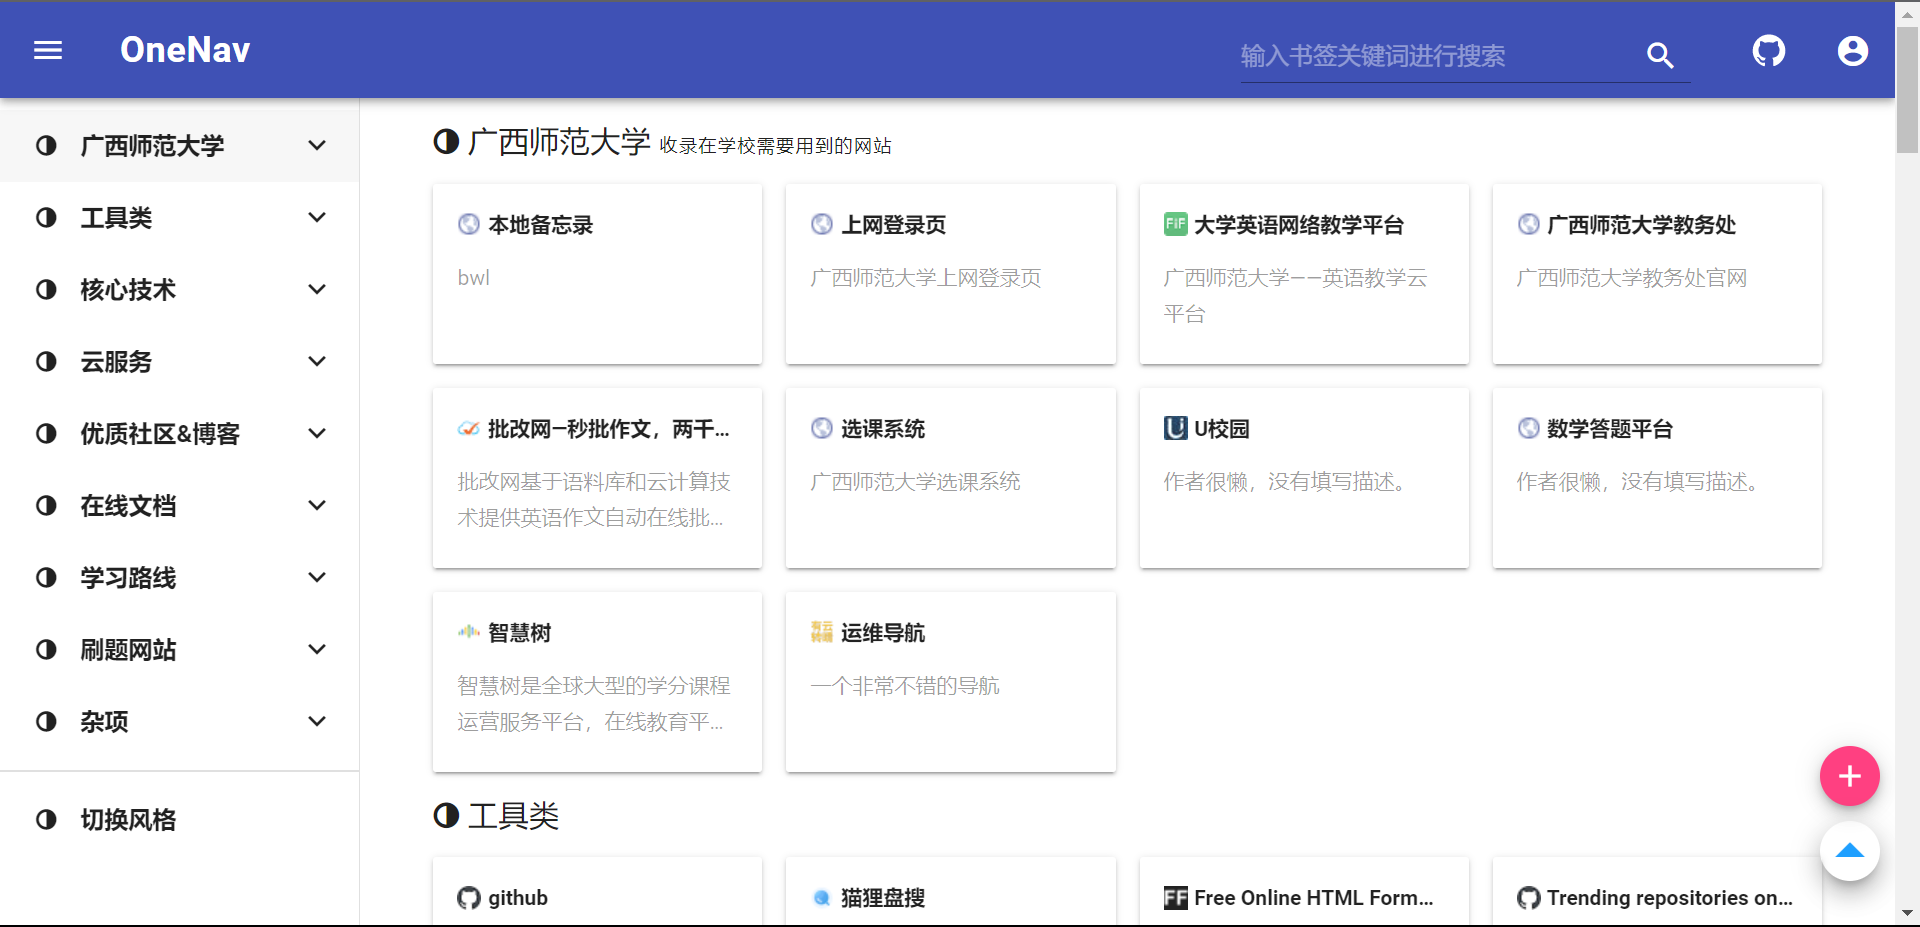 OneNav
输入书签关键词进行搜索
广西师范大学
工具类
核心技术
云服务
优质社区&博客
在线文档
学习路线
刷题网站
杂项
切换风格
广西师范大学 收录在学校需要用到的网站
本地备忘录
bwl
上网登录页
广西师范大学上网登录页
FiF 大学英语网络教学平台
广西师范大学——英语教学云
平台
广西师范大学教务处
广西师范大学教务处官网
批改网—秒批作文，两千...
批改网基于语料库和云计算技
术提供英语作文自动在线批...
选课系统
广西师范大学选课系统
U U校园
作者很懒，没有填写描述。
数学答题平台
作者很懒，没有填写描述。
智慧树
智慧树是全球大型的学分课程
运营服务平台，在线教育平...
有云
转晴
运维导航
一个非常不错的导航
工具类
github
猫狸盘搜
FF Free Online HTML Form...
Trending repositories on...